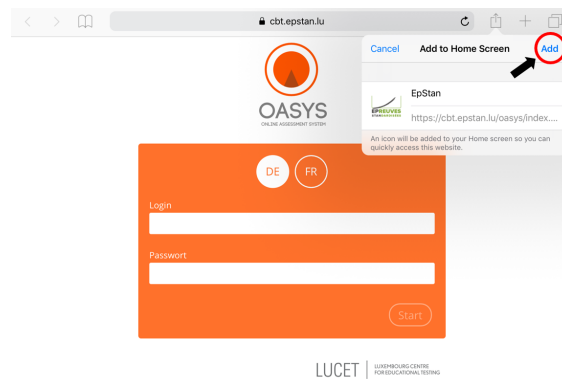 cbt.epstan.lu
Cancel Add to Home Screen Add
EPREUVES
STANDARDISÉES
EpStan
https://cbt.epstan.lu/oasys/index....
An icon will be added to your Home screen so you can
quickly access this website.
OASYS
ONLINE ASSESSMENT SYSTEM
DE FR
Login
Passwort
Start
LUCET
LUXEMBOURG CENTRE
FOR EDUCATIONAL TESTING